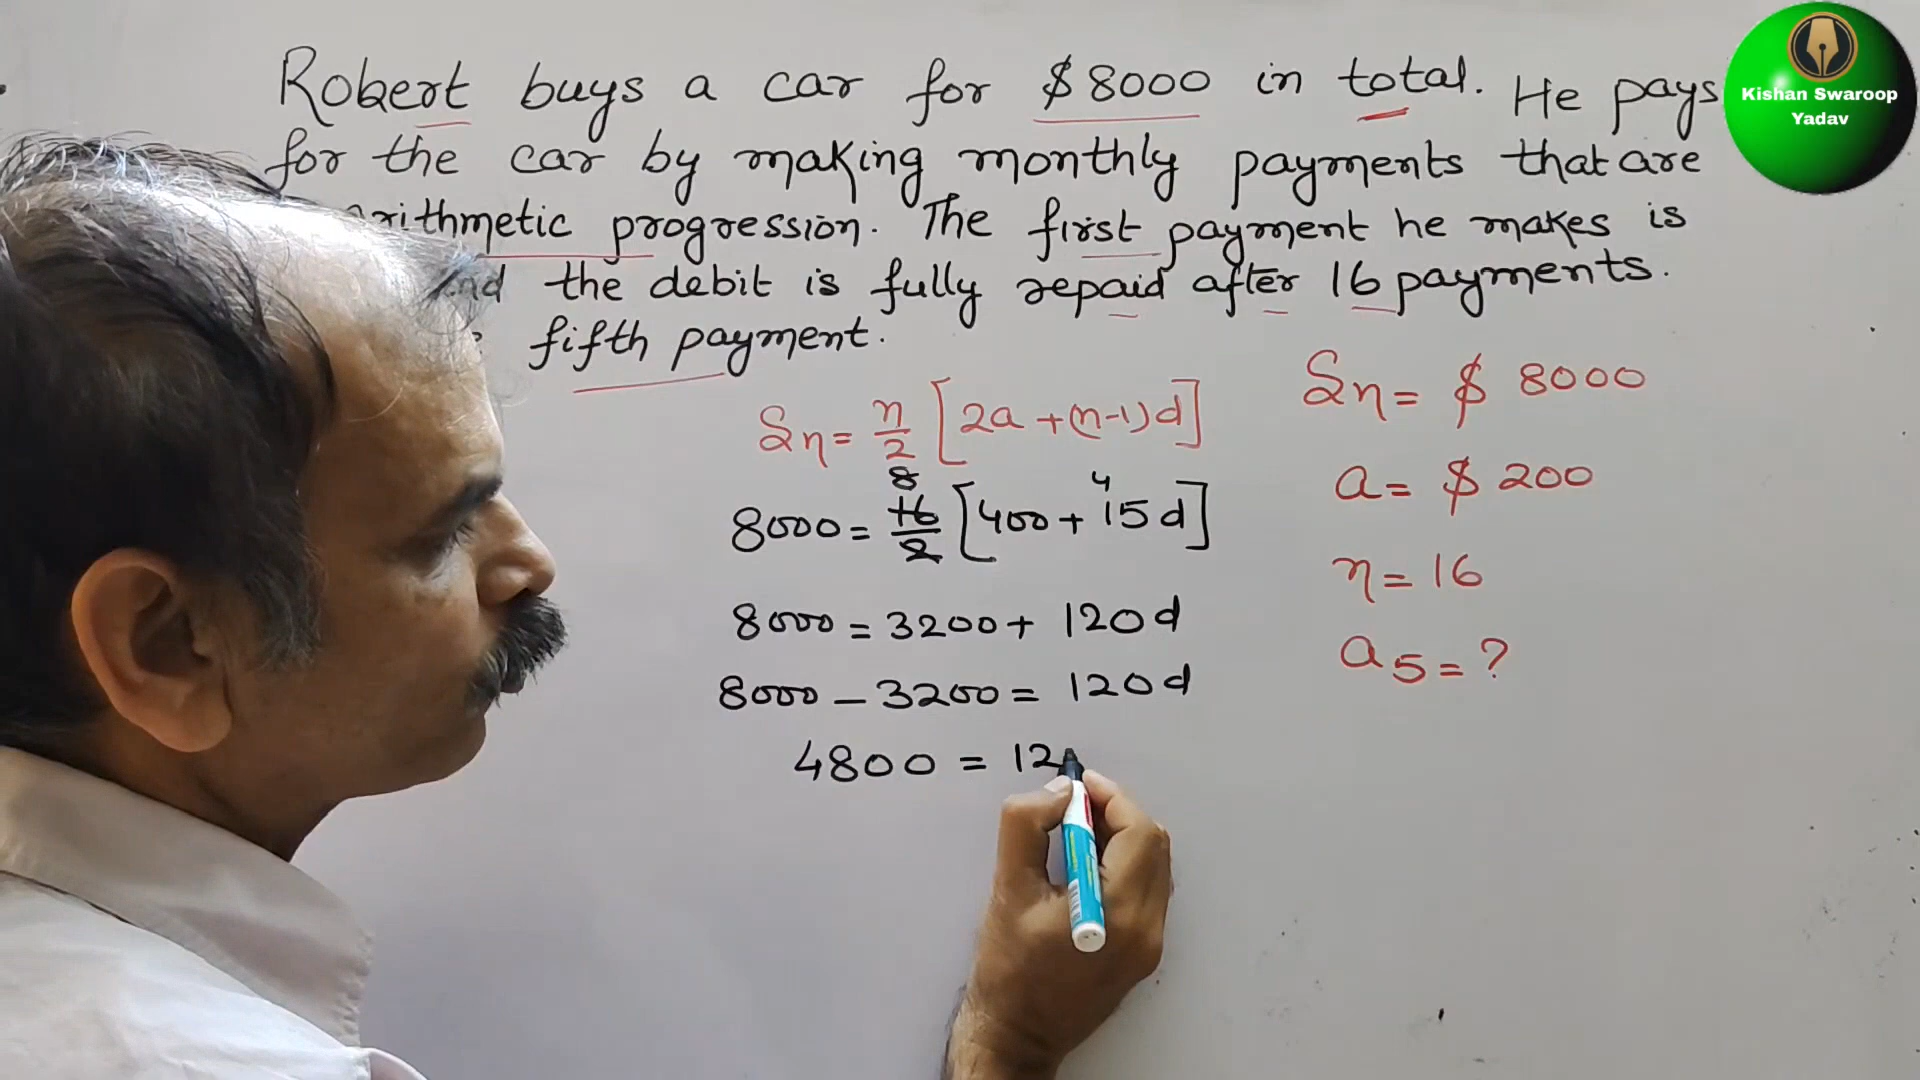 Robert buys a car for $8000 in total. He pays
for the car by making monthly payments that are
arithmetic progression. The first payment he makes is
and the debit is fully repaid after 16 payments.
fifth payment.
Sn = n/2 [2a + (n-1)d]
8
4
8000 = 16/2 [400 + 15d]
8000 = 3200 + 120d
8000 - 3200 = 120d
4800 = 12
Sn = $ 8000
a = $ 200
n = 16
a5 = ?
Kishan Swaroop
Yadav